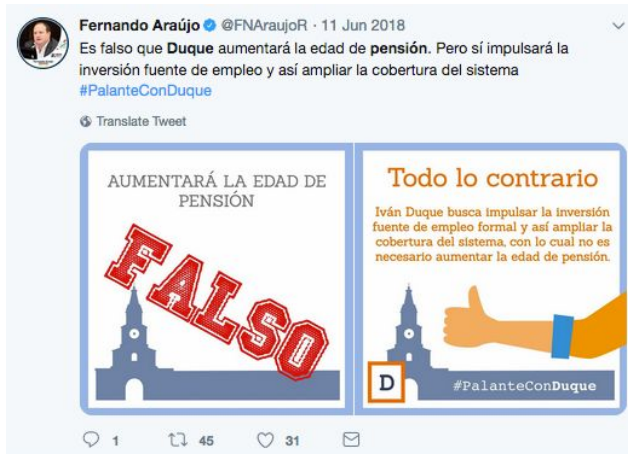 Fernando Araújo @FNAraujoR · 11 Jun 2018
Es falso que Duque aumentará la edad de pensión. Pero sí impulsará la
inversión fuente de empleo y así ampliar la cobertura del sistema
#PalanteConDuque
Translate Tweet
AUMENTARÁ LA EDAD DE
PENSIÓN
FALSO
Todo lo contrario
Iván Duque busca impulsar la inversión
fuente de empleo formal y así ampliar la
cobertura del sistema, con lo cual no es
necesario aumentar la edad de pensión.
D
#PalanteConDuque
1 45 31